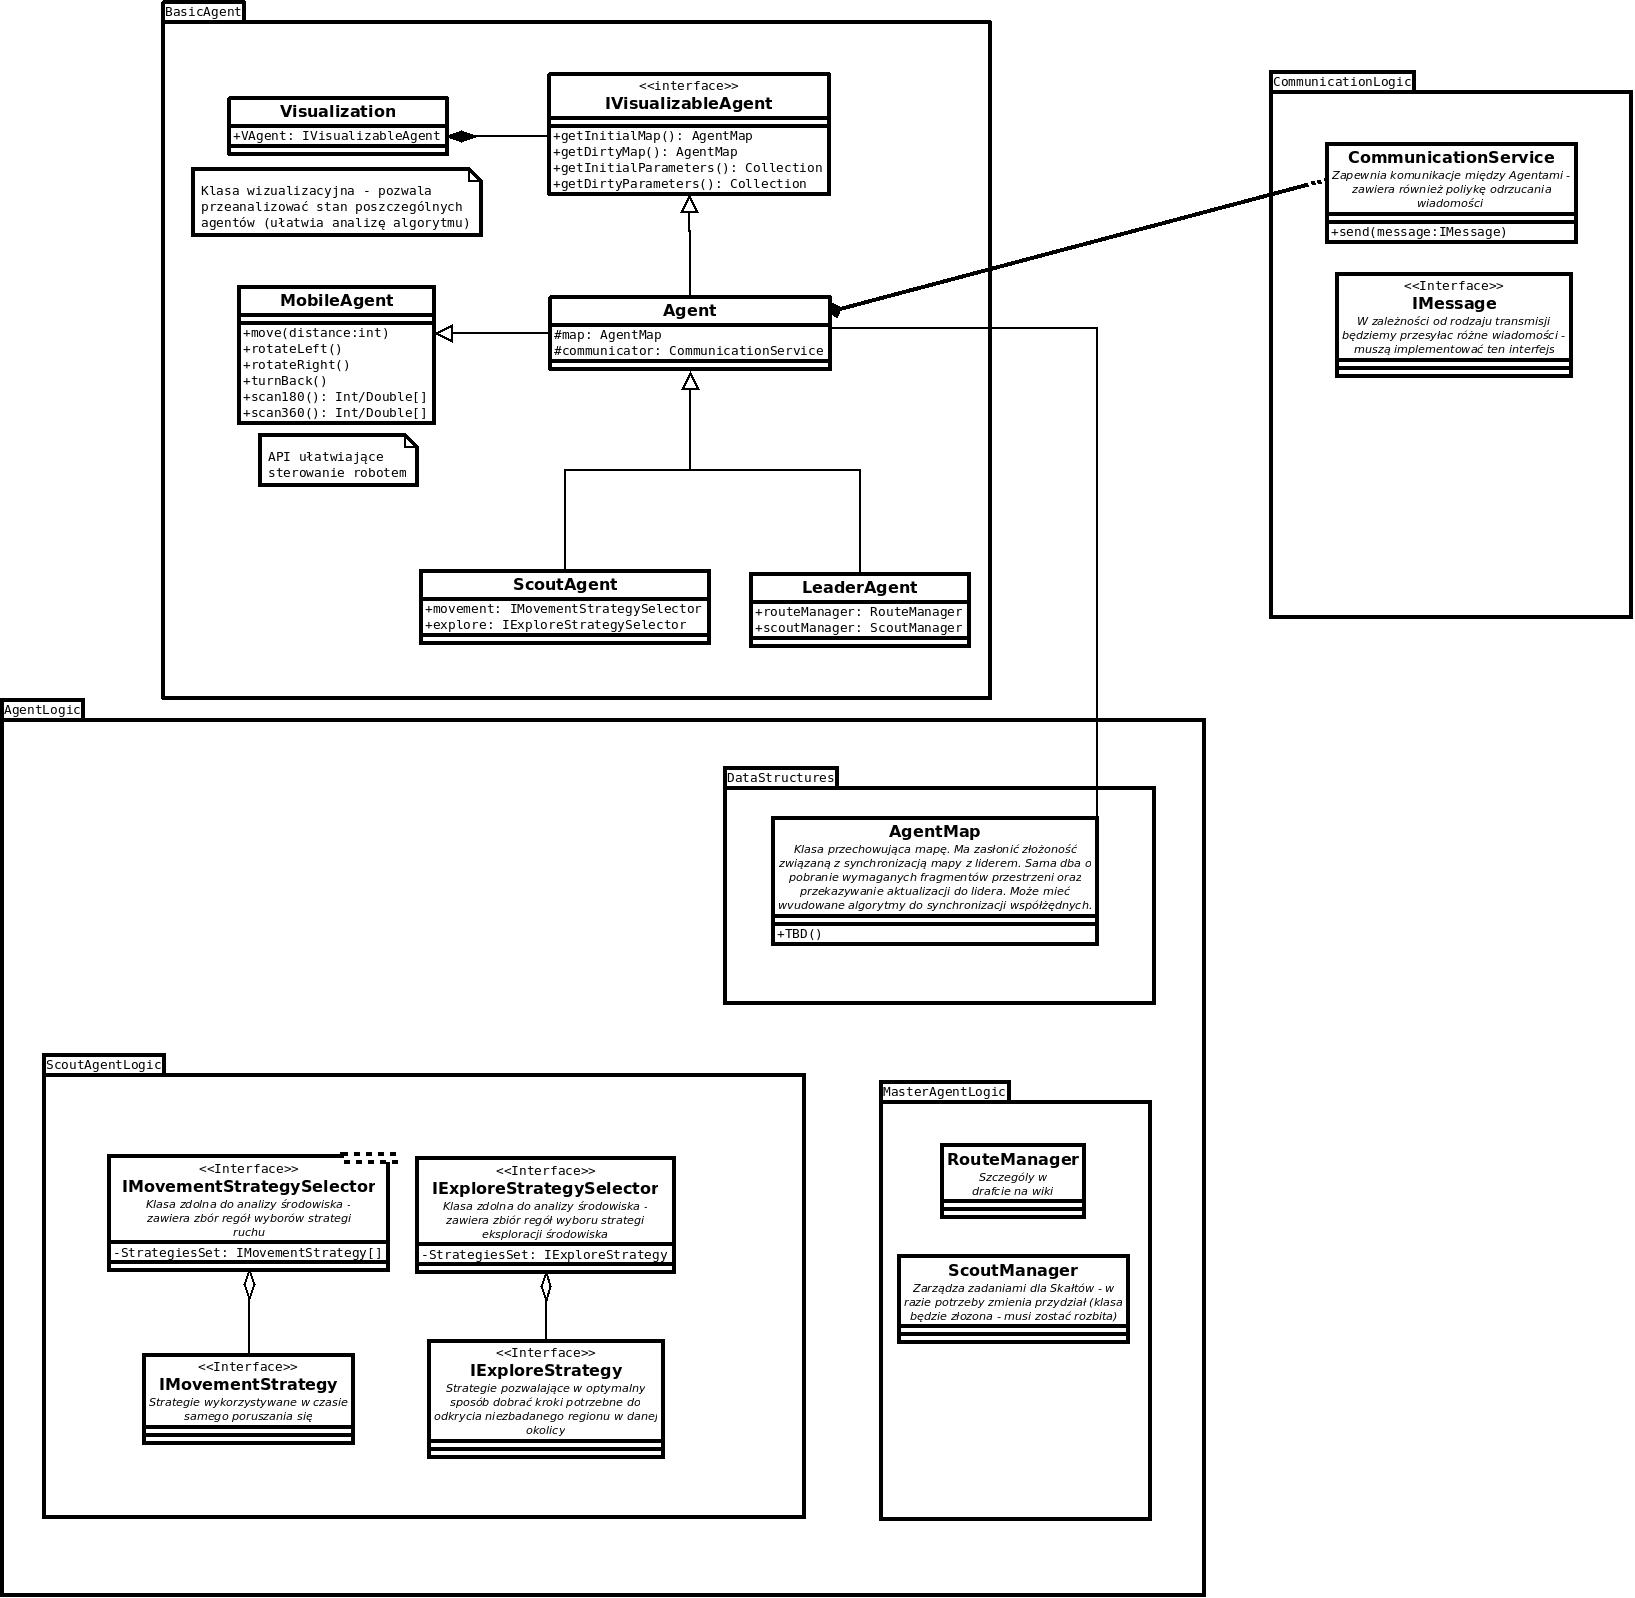 BasicAgent
Visualization
+VAgent: IVisualizableAgent
Klasa wizualizacyjna - pozwala
przeanalizować stan poszczególnych
agentów (ułatwia analizę algorytmu)
<<interface>>
IVisualizableAgent
+getInitialMap(): AgentMap
+getDirtyMap(): AgentMap
+getInitialParameters(): Collection
+getDirtyParameters(): Collection
MobileAgent
+move(distance:int)
+rotateLeft()
+rotateRight()
+turnBack()
+scan180(): Int/Double[]
+scan360(): Int/Double[]
API ułatwiające
sterowanie robotem
Agent
#map: AgentMap
#communicator: CommunicationService
ScoutAgent
+movement: IMovementStrategySelector
+explore: IExploreStrategySelector
LeaderAgent
+routeManager: RouteManager
+scoutManager: ScoutManager
CommunicationLogic
CommunicationService
Zapewnia komunikacje między Agentami -
zawiera również poliykę odrzucania
wiadomości
+send(message:IMessage)
<<Interface>>
IMessage
W zależności od rodzaju transmisji
będziemy przesyłac różne wiadomości -
muszą implementować ten interfejs
AgentLogic
DataStructures
AgentMap
Klasa przechowująca mapę. Ma zasłonić złożoność
związaną z synchronizacją mapy z liderem. Sama dba o
pobranie wymaganych fragmentów przestrzeni oraz
przekazywanie aktualizacji do lidera. Może mieć
wvudowane algorytmy do synchronizacji współżędnych.
+TBD()
ScoutAgentLogic
<<Interface>>
IMovementStrategySelector
Klasa zdolna do analizy środowiska -
zawiera zbór regół wyborów strategi
ruchu
-StrategiesSet: IMovementStrategy[]
<<Interface>>
IExploreStrategySelector
Klasa zdolna do analizy środowiska -
zawiera zbiór regół wyboru strategi
eksploracji środowiska
-StrategiesSet: IExploreStrategy
<<Interface>>
IMovementStrategy
Strategie wykorzystywane w czasie
samego poruszania się
<<Interface>>
IExploreStrategy
Strategie pozwalające w optymalny
sposób dobrać kroki potrzebne do
odkrycia niezbadanego regionu w danej
okolicy
MasterAgentLogic
RouteManager
Szczegóły w
drafcie na wiki
ScoutManager
Zarządza zadaniami dla Skałtów - w
razie potrzeby zmienia przydział (klasa
będzie złozona - musi zostać rozbita)